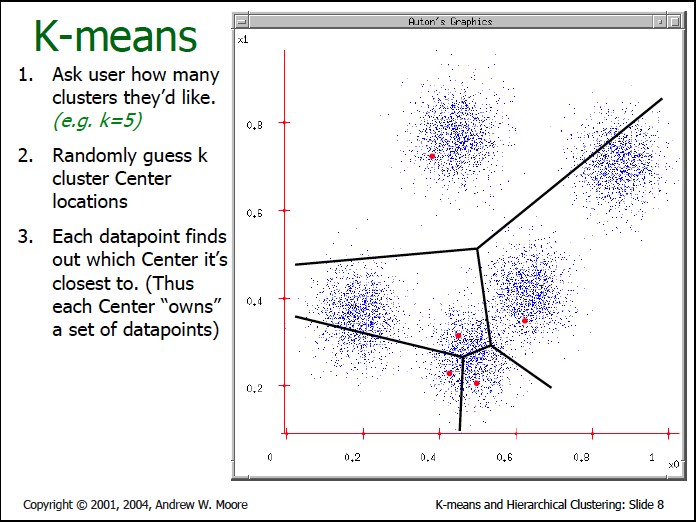 K-means
1. Ask user how many
clusters they’d like.
(e.g. k=5)
2. Randomly guess k
cluster Center
locations
3. Each datapoint finds
out which Center it’s
closest to. (Thus
each Center “owns”
a set of datapoints)
Auton's Graphics
x1
0.8
0.6
0.4
0.2
0 0.2 0.4 0.6 0.8 1 x0
Copyright © 2001, 2004, Andrew W. Moore
K-means and Hierarchical Clustering: Slide 8